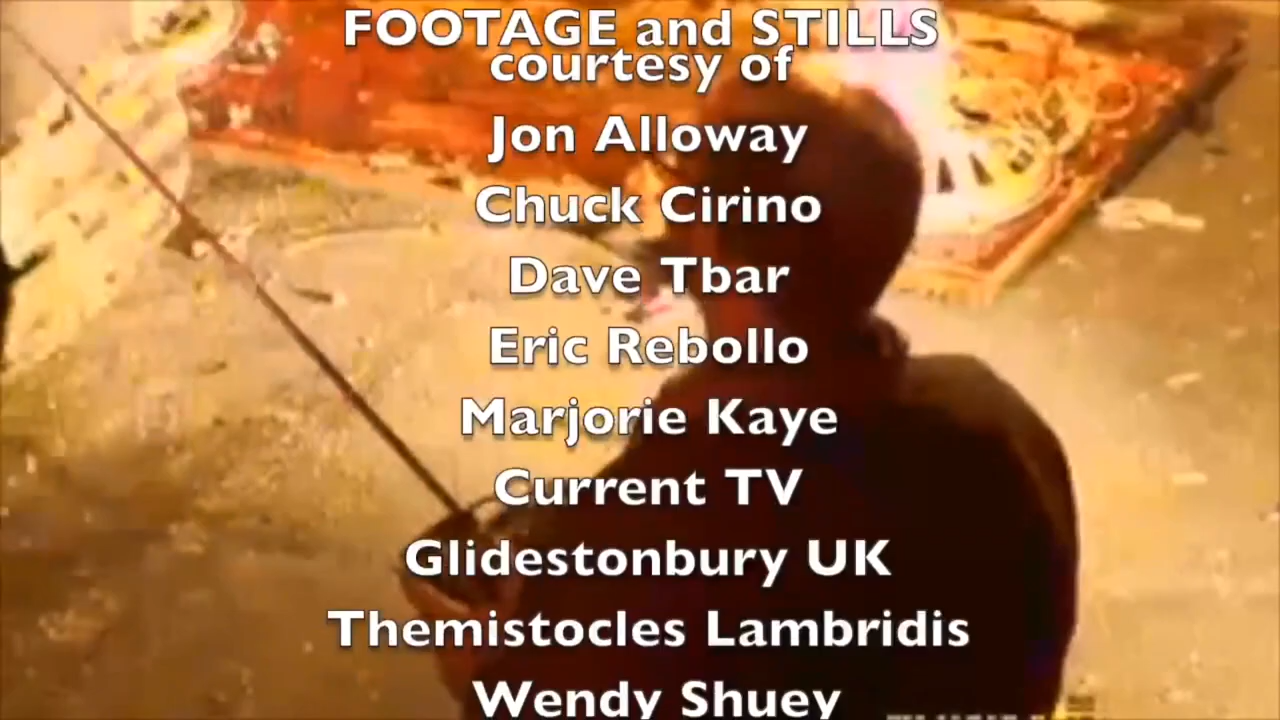 FOOTAGE and STILLS
courtesy of
Jon Alloway
Chuck Cirino
Dave Tbar
Eric Rebollo
Marjorie Kaye
Current TV
Glidestonbury UK
Themistocles Lambridis
Wendy Shuey